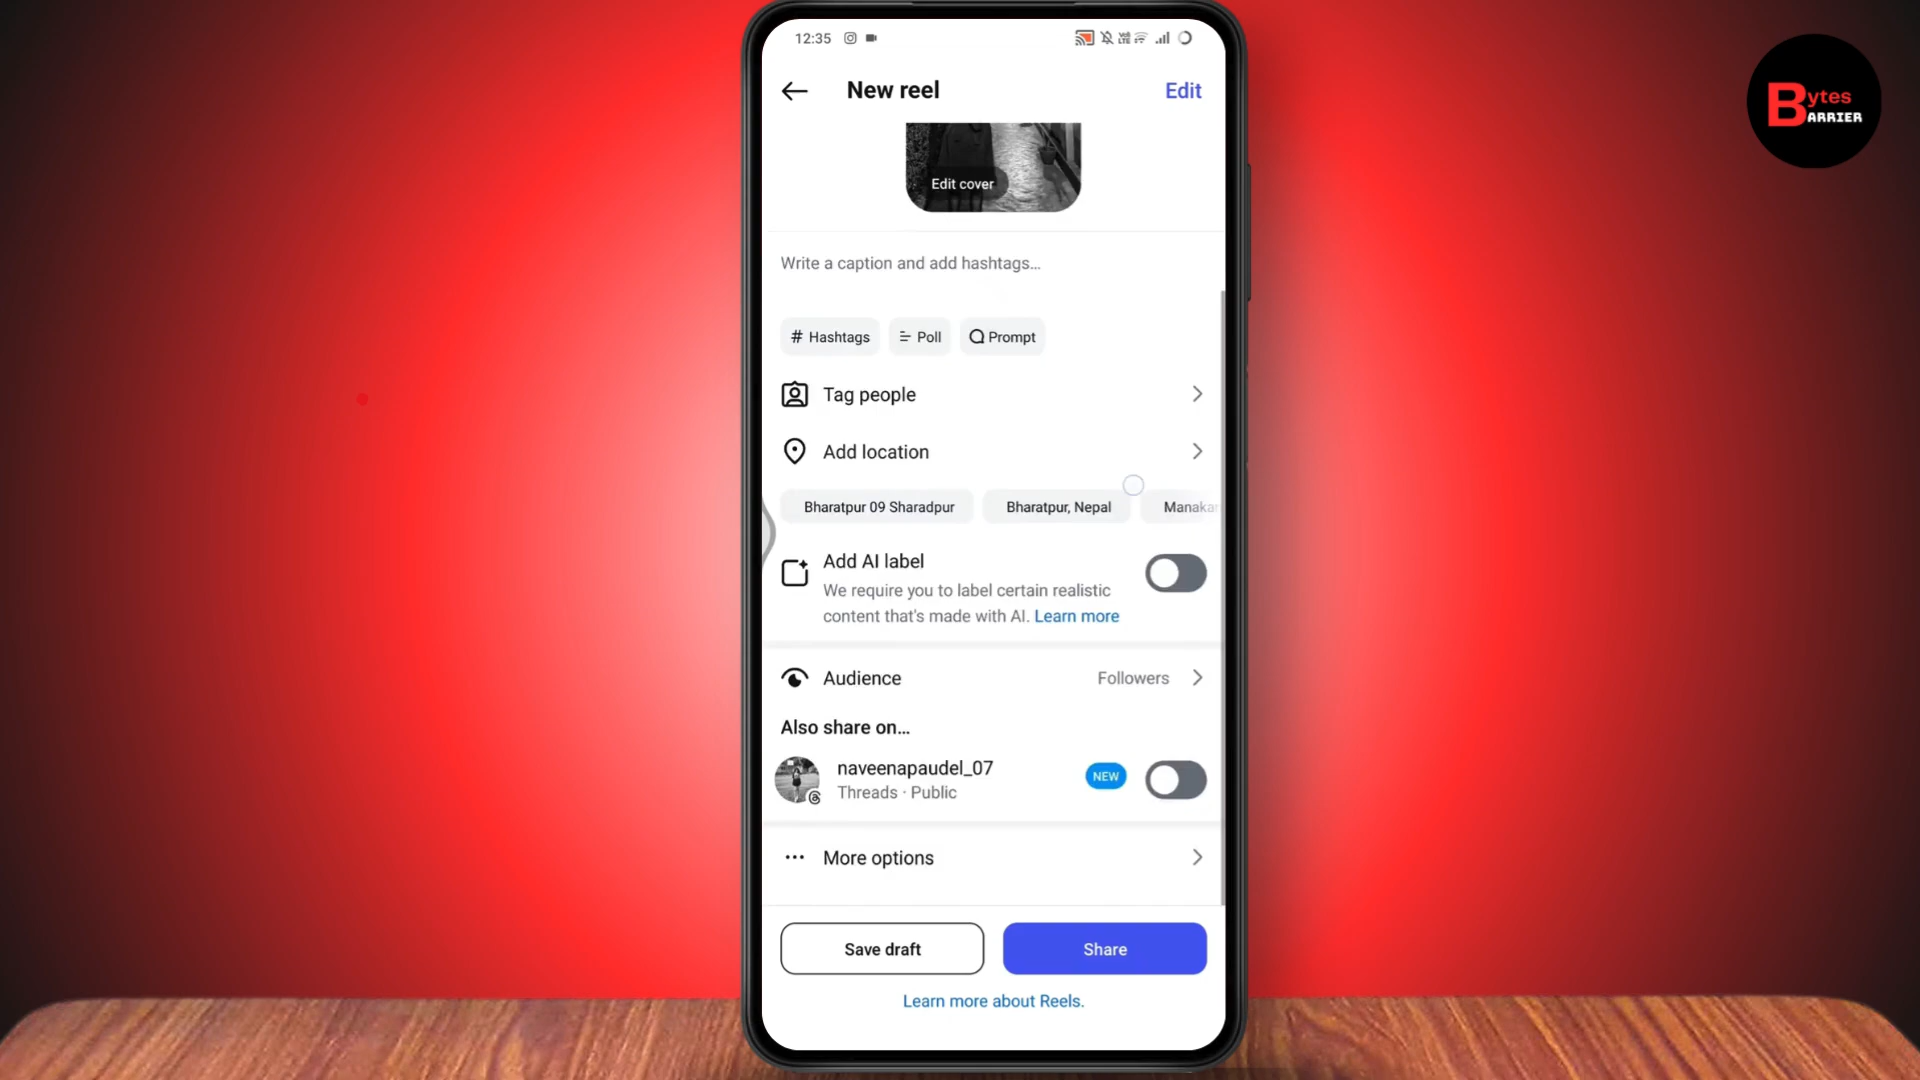 12:35
New reel
Edit
Bytes
BARRIER
Edit cover
Write a caption and add hashtags...
# Hashtags
Poll
Prompt
Tag people
Add location
Bharatpur 09 Sharadpur
Bharatpur, Nepal
Manakar
Add AI label
We require you to label certain realistic
content that's made with AI. Learn more
Audience
Followers
Also share on...
naveenapaudel_07
NEW
Threads · Public
More options
Save draft
Share
Learn more about Reels.